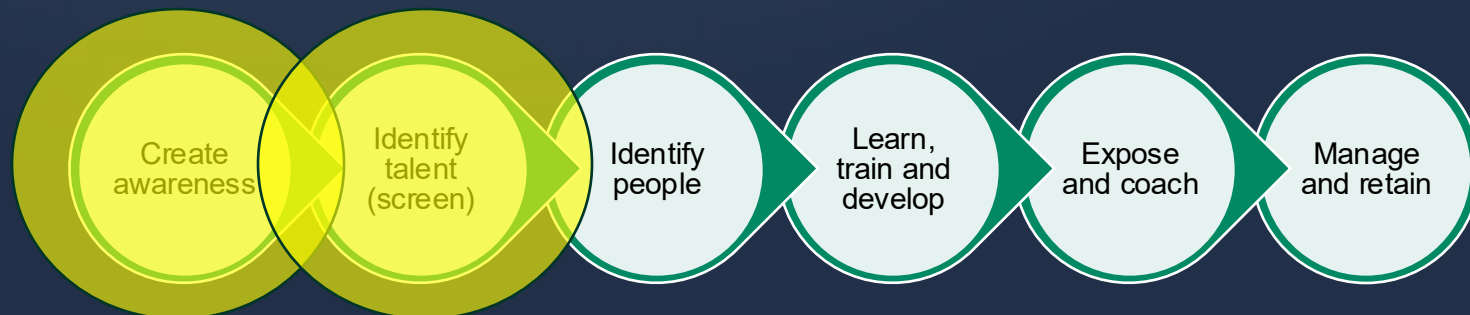 Create
awareness
Identify
talent
(screen)
Identify
people
Learn,
train and
develop
Expose
and coach
Manage
and retain